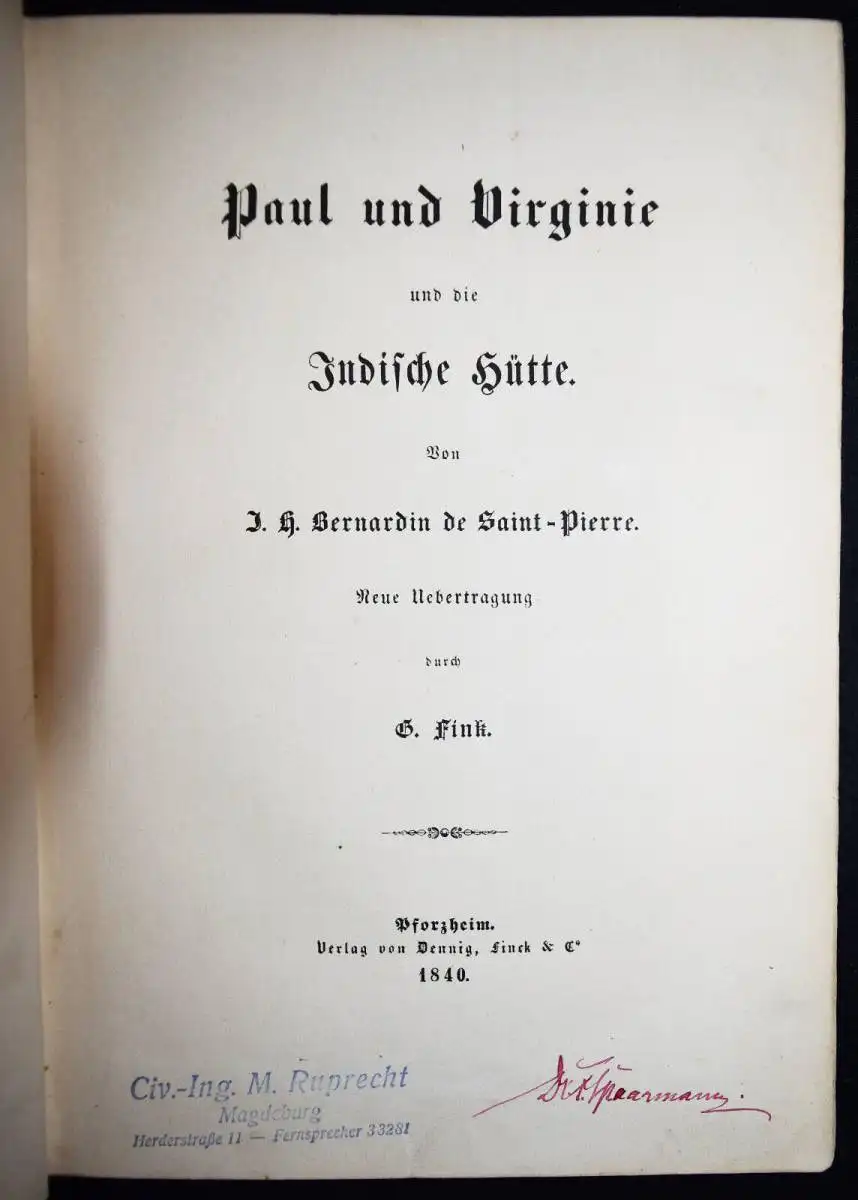 Paul und Virginie
und die
Indische Hütte.
Von
J. H. Bernardin de Saint-Pierre.
Neue Uebertragung
durch
G. Fink.
Pforzheim.
Verlag von Dennig, Finck & Cº
1840.
Civ.-Ing. M. Ruprecht
Magdeburg
Herderstraße 11 — Fernsprecher 33281
Spaarmann.